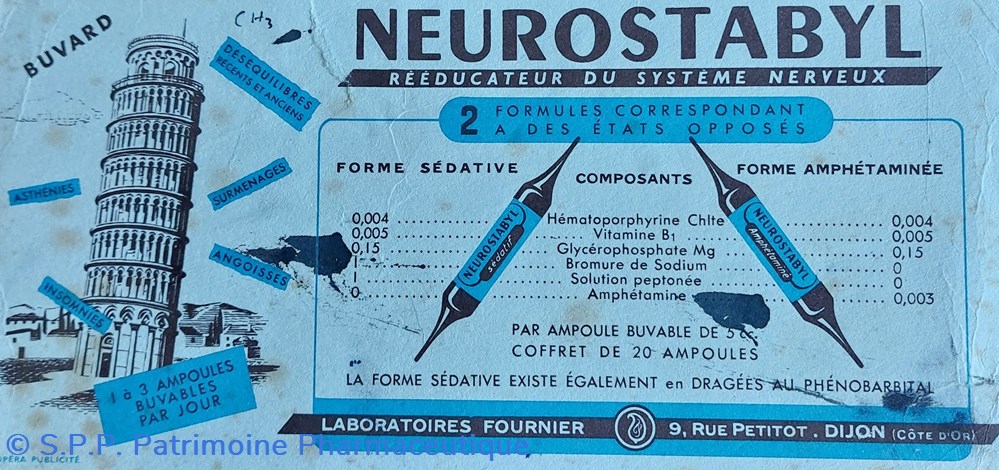 BUVARD
CH3
NEUROSTABYL
RÉÉDUCATEUR DU SYSTÈME NERVEUX
DÉSÉQUILIBRES
RÉCENTS ET ANCIENS
ASTHÉNIES
SURMENAGES
ANGOISSES
INSOMNIES
1 à 3 AMPOULES
BUVABLES
PAR JOUR
2 FORMULES CORRESPONDANT
A DES ÉTATS OPPOSÉS
FORME SÉDATIVE COMPOSANTS FORME AMPHÉTAMINÉE
0,004 Hématoporphyrine Chlte 0,004
0,005 Vitamine B1 0,005
0,15 Glycérophosphate Mg 0,15
1 Bromure de Sodium 0
1 Solution peptonée 0
0 Amphétamine 0,003
NEUROSTABYL
sédatif
NEUROSTABYL
Amphétaminé
PAR AMPOULE BUVABLE DE 5 cc.
COFFRET DE 20 AMPOULES
LA FORME SÉDATIVE EXISTE ÉGALEMENT en DRAGÉES AU PHÉNOBARBITAL
LABORATOIRES FOURNIER 9, RUE PETITOT . DIJON (CÔTE D'OR)
© S.P.P. Patrimoine Pharmaceutique,
OPÉRA PUBLICITÉ